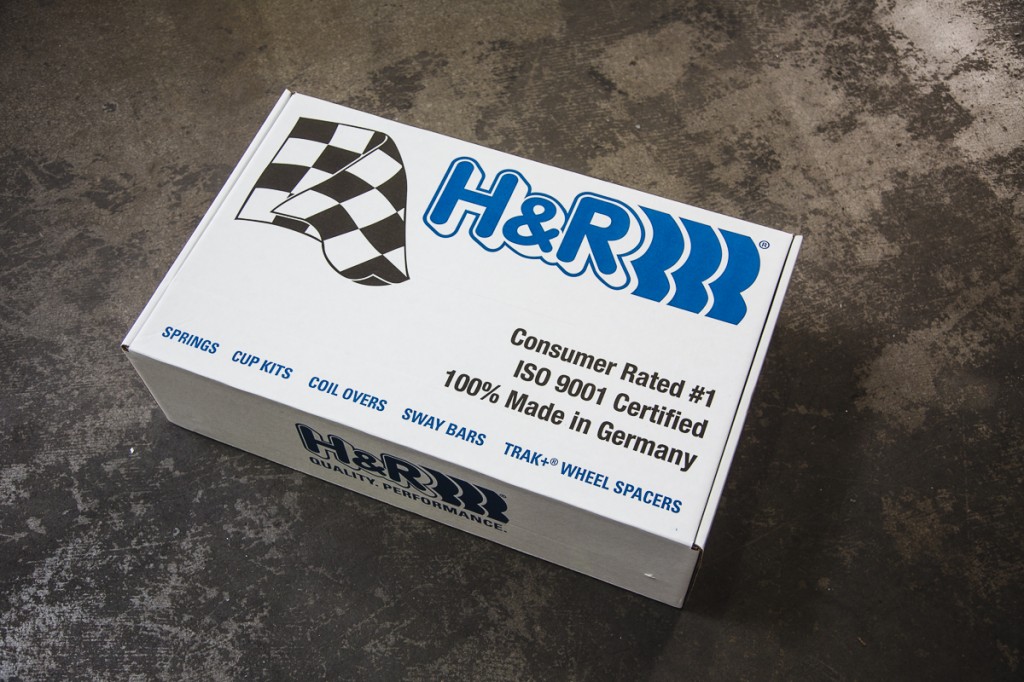 H&R®
Consumer Rated #1
ISO 9001 Certified
100% Made in Germany
SPRINGS CUP KITS COIL OVERS SWAY BARS TRAK+® WHEEL SPACERS
H&R®
QUALITY. PERFORMANCE.